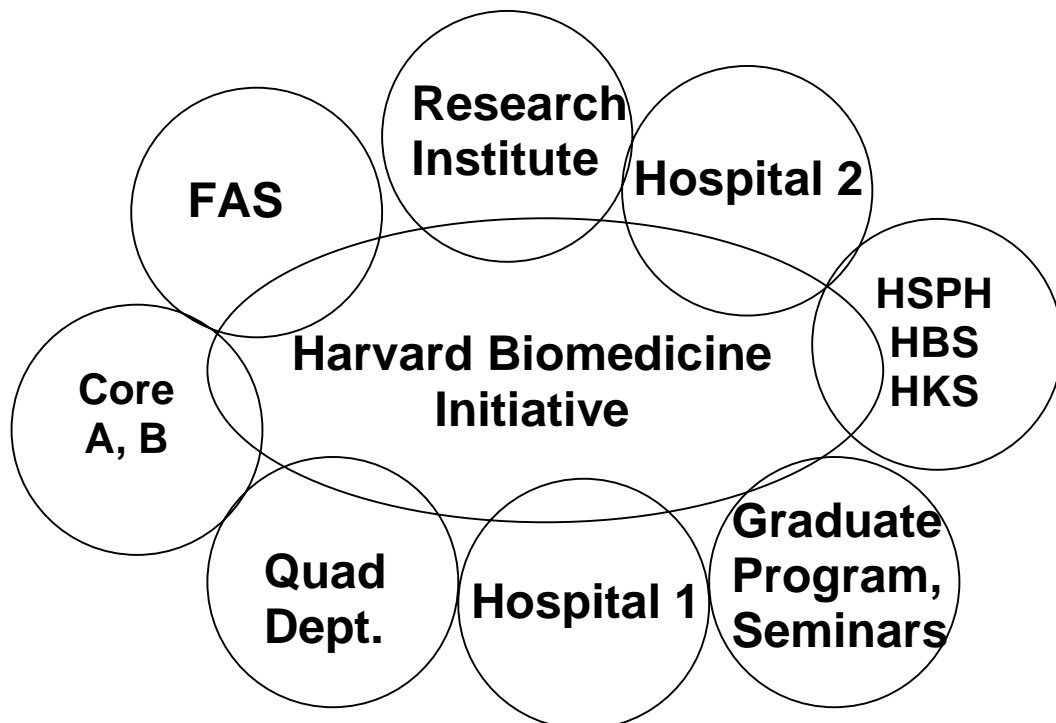 Research
Institute
Hospital 2
FAS
HSPH
HBS
HKS
Harvard Biomedicine
Initiative
Core
A, B
Graduate
Program,
Seminars
Quad
Dept.
Hospital 1